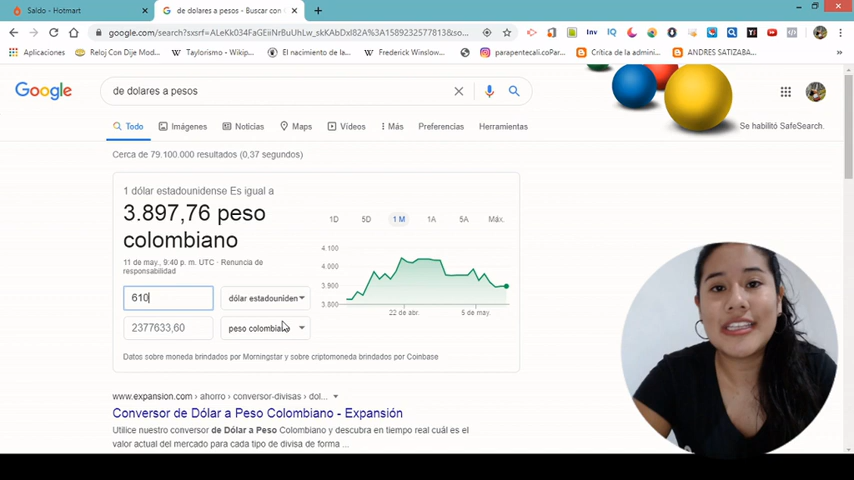 Saldo - Hotmart
de dolares a pesos - Buscar con
google.com/search?sxsrf=ALeKk034FaGEiiNrBuUhLw_skbADxbI82A%3A1589232577813&so...
Aplicaciones
Reloj Con Dije Mo...
Taylorismo - Wikip...
El nacimiento de la...
Frederick Winslow...
parapentecali.coPar...
Crítica de la admini...
ANDRES SATIZABA...
Inv
IQ
Google
de dolares a pesos
Todo
Imágenes
Noticias
Maps
Vídeos
Más
Preferencias
Herramientas
Se habilitó SafeSearch.
Cerca de 79.100.000 resultados (0,37 segundos)
1 dólar estadounidense Es igual a
3.897,76 peso
colombiano
11 de may., 9:40 p. m. UTC · Renuncia de
responsabilidad
610
dólar estadouniden
2377633,60
peso colombiano
1D 5D 1 M 1A 5A Máx.
4.100
4.000
3.900
3.800
22 de abr.
5 de may.
Datos sobre moneda brindados por Morningstar y sobre criptomoneda brindados por Coinbase
www.expansion.com › ahorro › conversor-divisas › dol...
Conversor de Dólar a Peso Colombiano - Expansión
Utilice nuestro conversor de Dólar a Peso Colombiano y descubra en tiempo real cuál es el
valor actual del mercado para cada tipo de divisa de forma ...